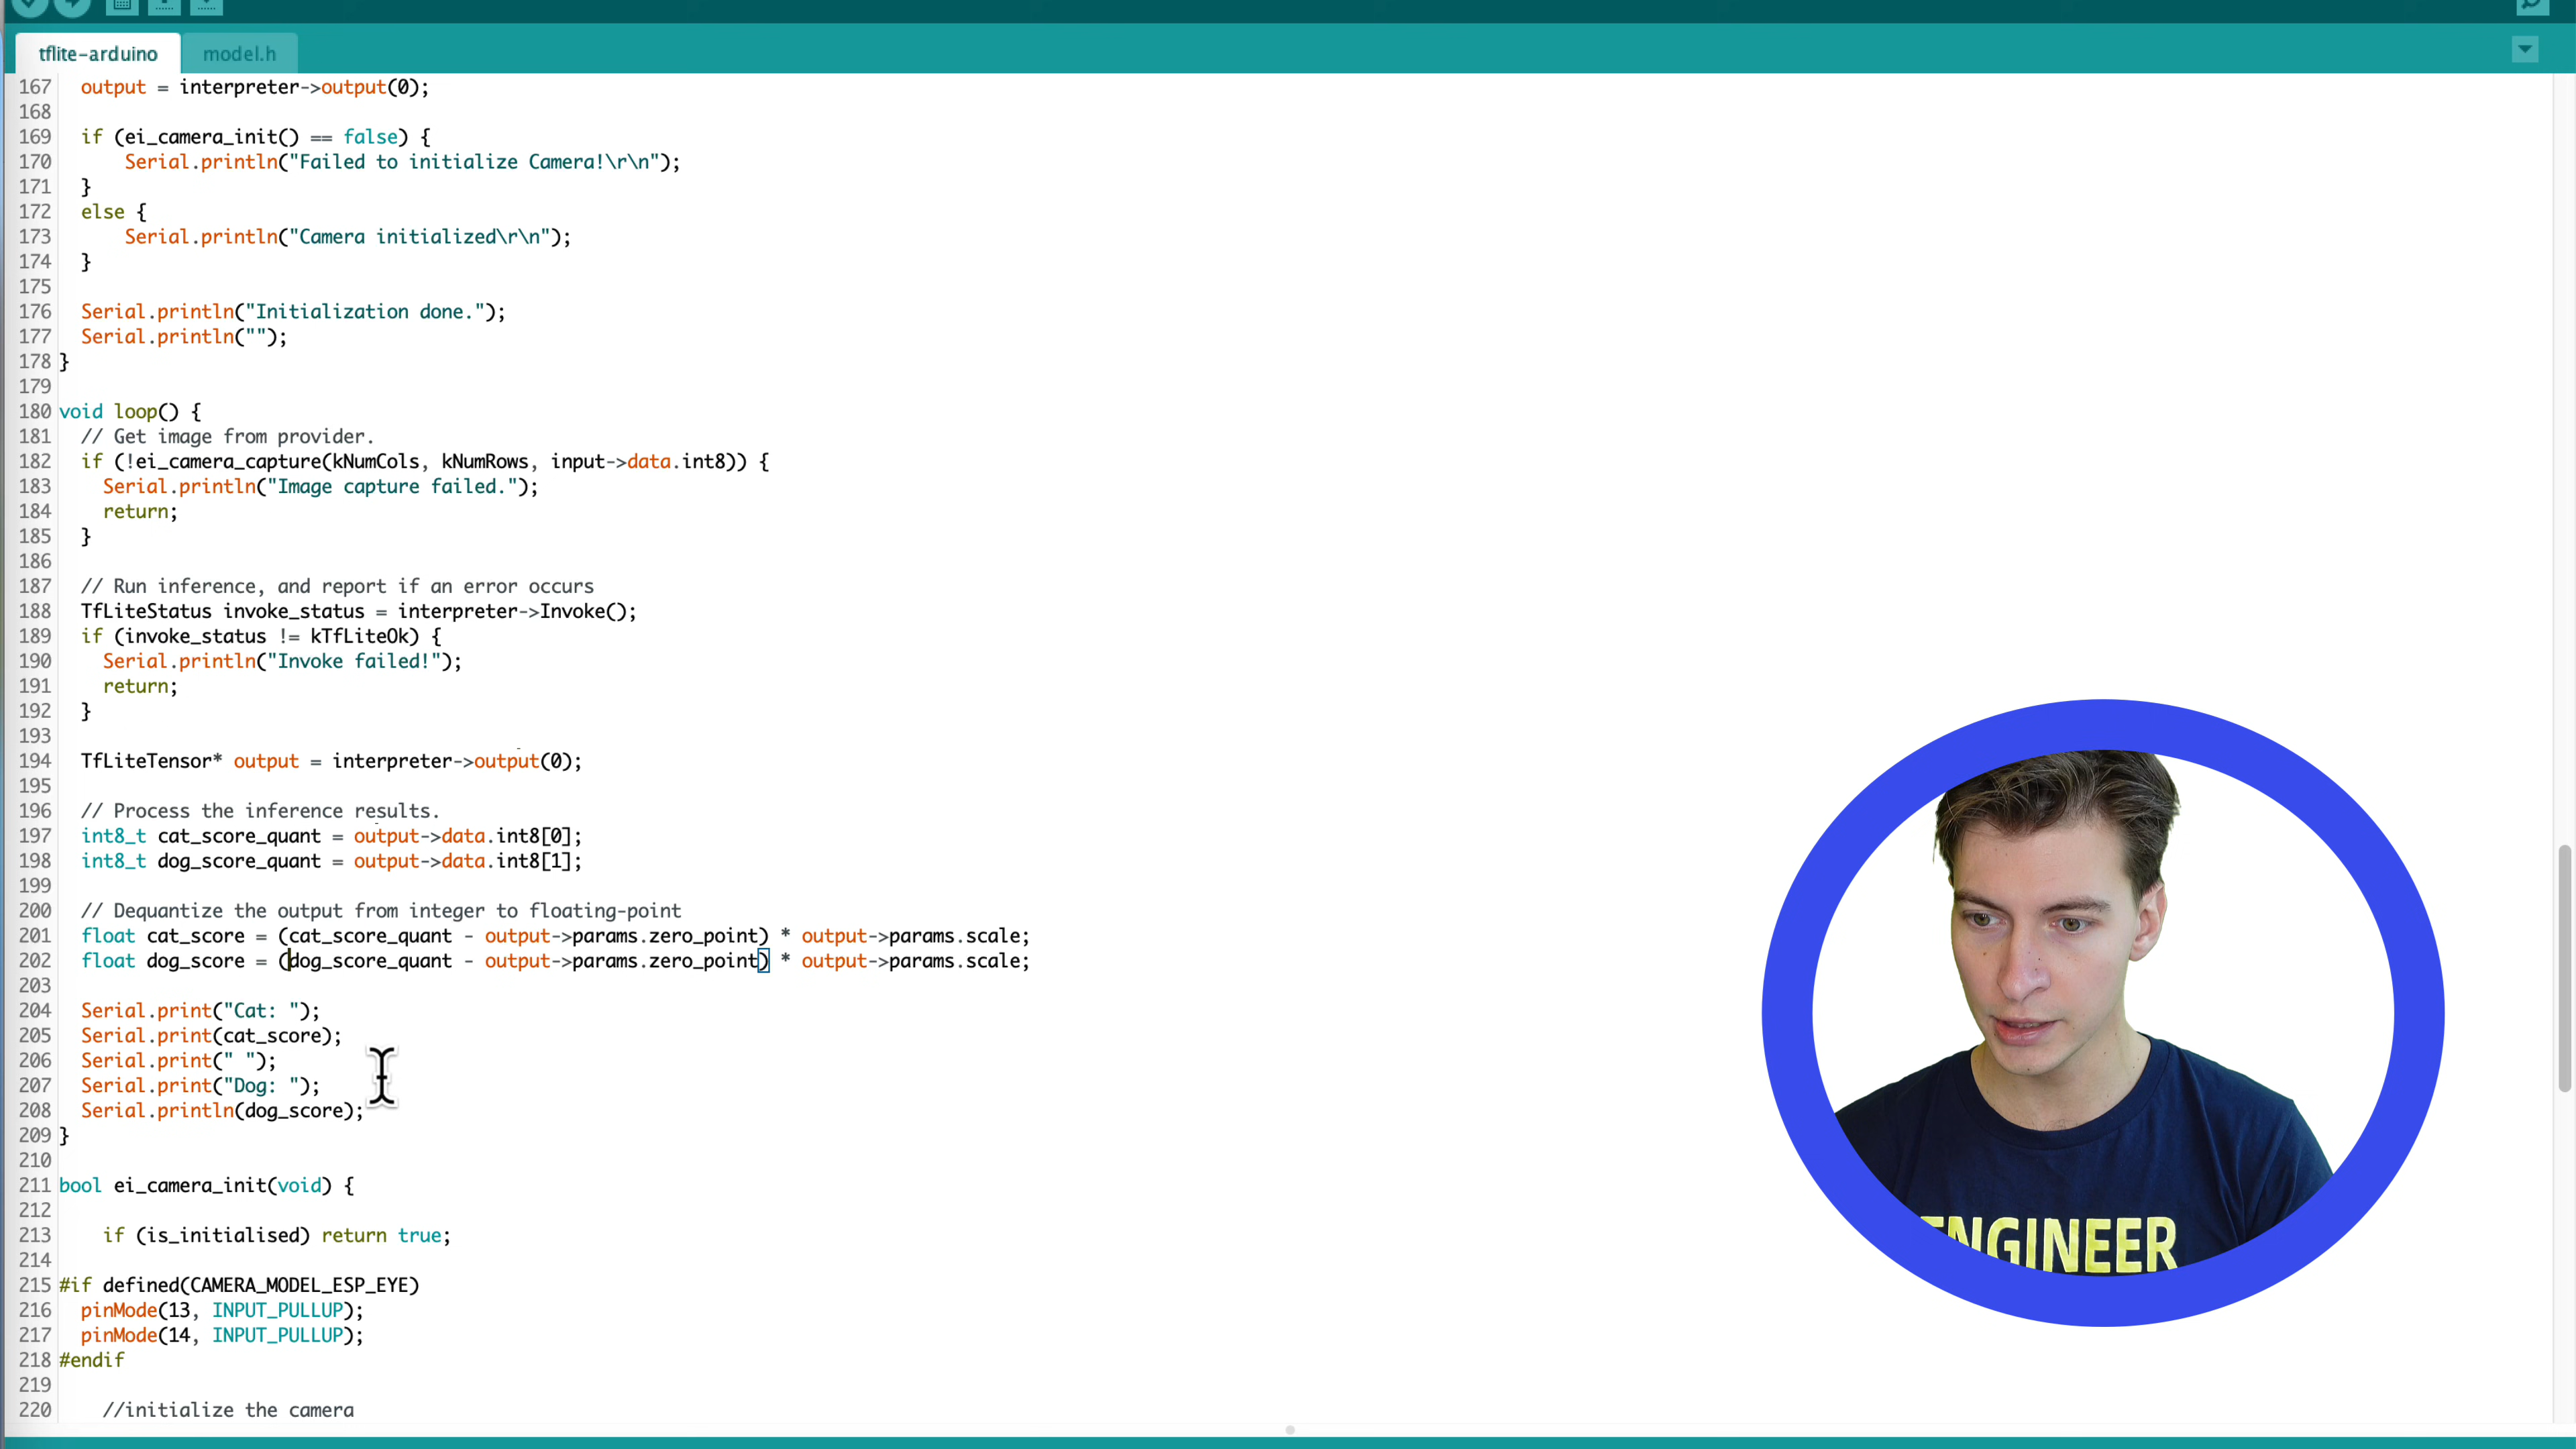 tflite-arduino model.h
167 output = interpreter->output(0);
168
169 if (ei_camera_init() == false) {
170 Serial.println("Failed to initialize Camera!\r\n");
171 }
172 else {
173 Serial.println("Camera initialized\r\n");
174 }
175
176 Serial.println("Initialization done.");
177 Serial.println("");
178 }
179
180 void loop() {
181 // Get image from provider.
182 if (!ei_camera_capture(kNumCols, kNumRows, input->data.int8)) {
183 Serial.println("Image capture failed.");
184 return;
185 }
186
187 // Run inference, and report if an error occurs
188 TfLiteStatus invoke_status = interpreter->Invoke();
189 if (invoke_status != kTfLiteOk) {
190 Serial.println("Invoke failed!");
191 return;
192 }
193
194 TfLiteTensor* output = interpreter->output(0);
195
196 // Process the inference results.
197 int8_t cat_score_quant = output->data.int8[0];
198 int8_t dog_score_quant = output->data.int8[1];
199
200 // Dequantize the output from integer to floating-point
201 float cat_score = (cat_score_quant - output->params.zero_point) * output->params.scale;
202 float dog_score = (dog_score_quant - output->params.zero_point) * output->params.scale;
203
204 Serial.print("Cat: ");
205 Serial.print(cat_score);
206 Serial.print(" ");
207 Serial.print("Dog: ");
208 Serial.println(dog_score);
209 }
210
211 bool ei_camera_init(void) {
212
213 if (is_initialised) return true;
214
215 #if defined(CAMERA_MODEL_ESP_EYE)
216 pinMode(13, INPUT_PULLUP);
217 pinMode(14, INPUT_PULLUP);
218 #endif
219
220 //initialize the camera
ENGINEER